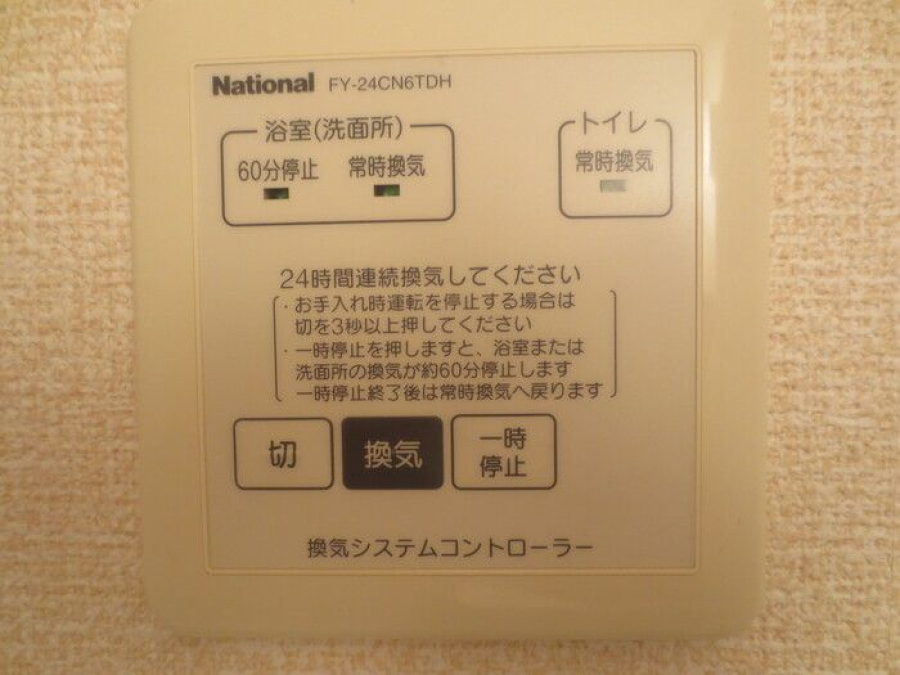 National FY-24CN6TDH
浴室(洗面所)
60分停止 常時換気
トイレ
常時換気
24時間連続換気してください
・お手入れ時運転を停止する場合は
切を3秒以上押してください
・一時停止を押しますと、浴室または
洗面所の換気が約60分停止します
一時停止終了後は常時換気へ戻ります
切
換気
一時
停止
換気システムコントローラー